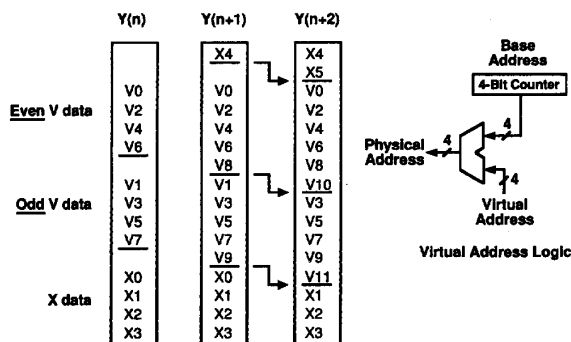 Y(n) Y(n+1) Y(n+2)
X4 X4
X5
V0 V0 V0
V2 V2 V2
Even V data V4 V4 V4
V6 V6 V6
V8 V8
V1 V1 V10
Odd V data V3 V3 V3
V5 V5 V5
V7 V7 V7
V9 V9
X0 X0 V11
X data X1 X1 X1
X2 X2 X2
X3 X3 X3
Base
Address
4-Bit Counter
4
Physical
Address
4
4
Virtual
Address
Virtual Address Logic